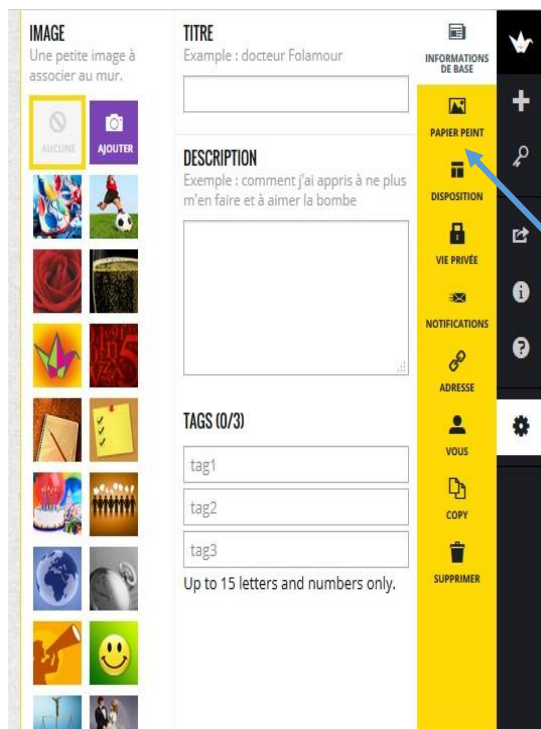 IMAGE
Une petite image à
associer au mur.
AUCUNE
AJOUTER
TITRE
Example : docteur Folamour
DESCRIPTION
Exemple : comment j'ai appris à ne plus
m'en faire et à aimer la bombe
TAGS (0/3)
tag1
tag2
tag3
Up to 15 letters and numbers only.
INFORMATIONS
DE BASE
PAPIER PEINT
DISPOSITION
VIE PRIVÉE
NOTIFICATIONS
ADRESSE
VOUS
COPY
SUPPRIMER